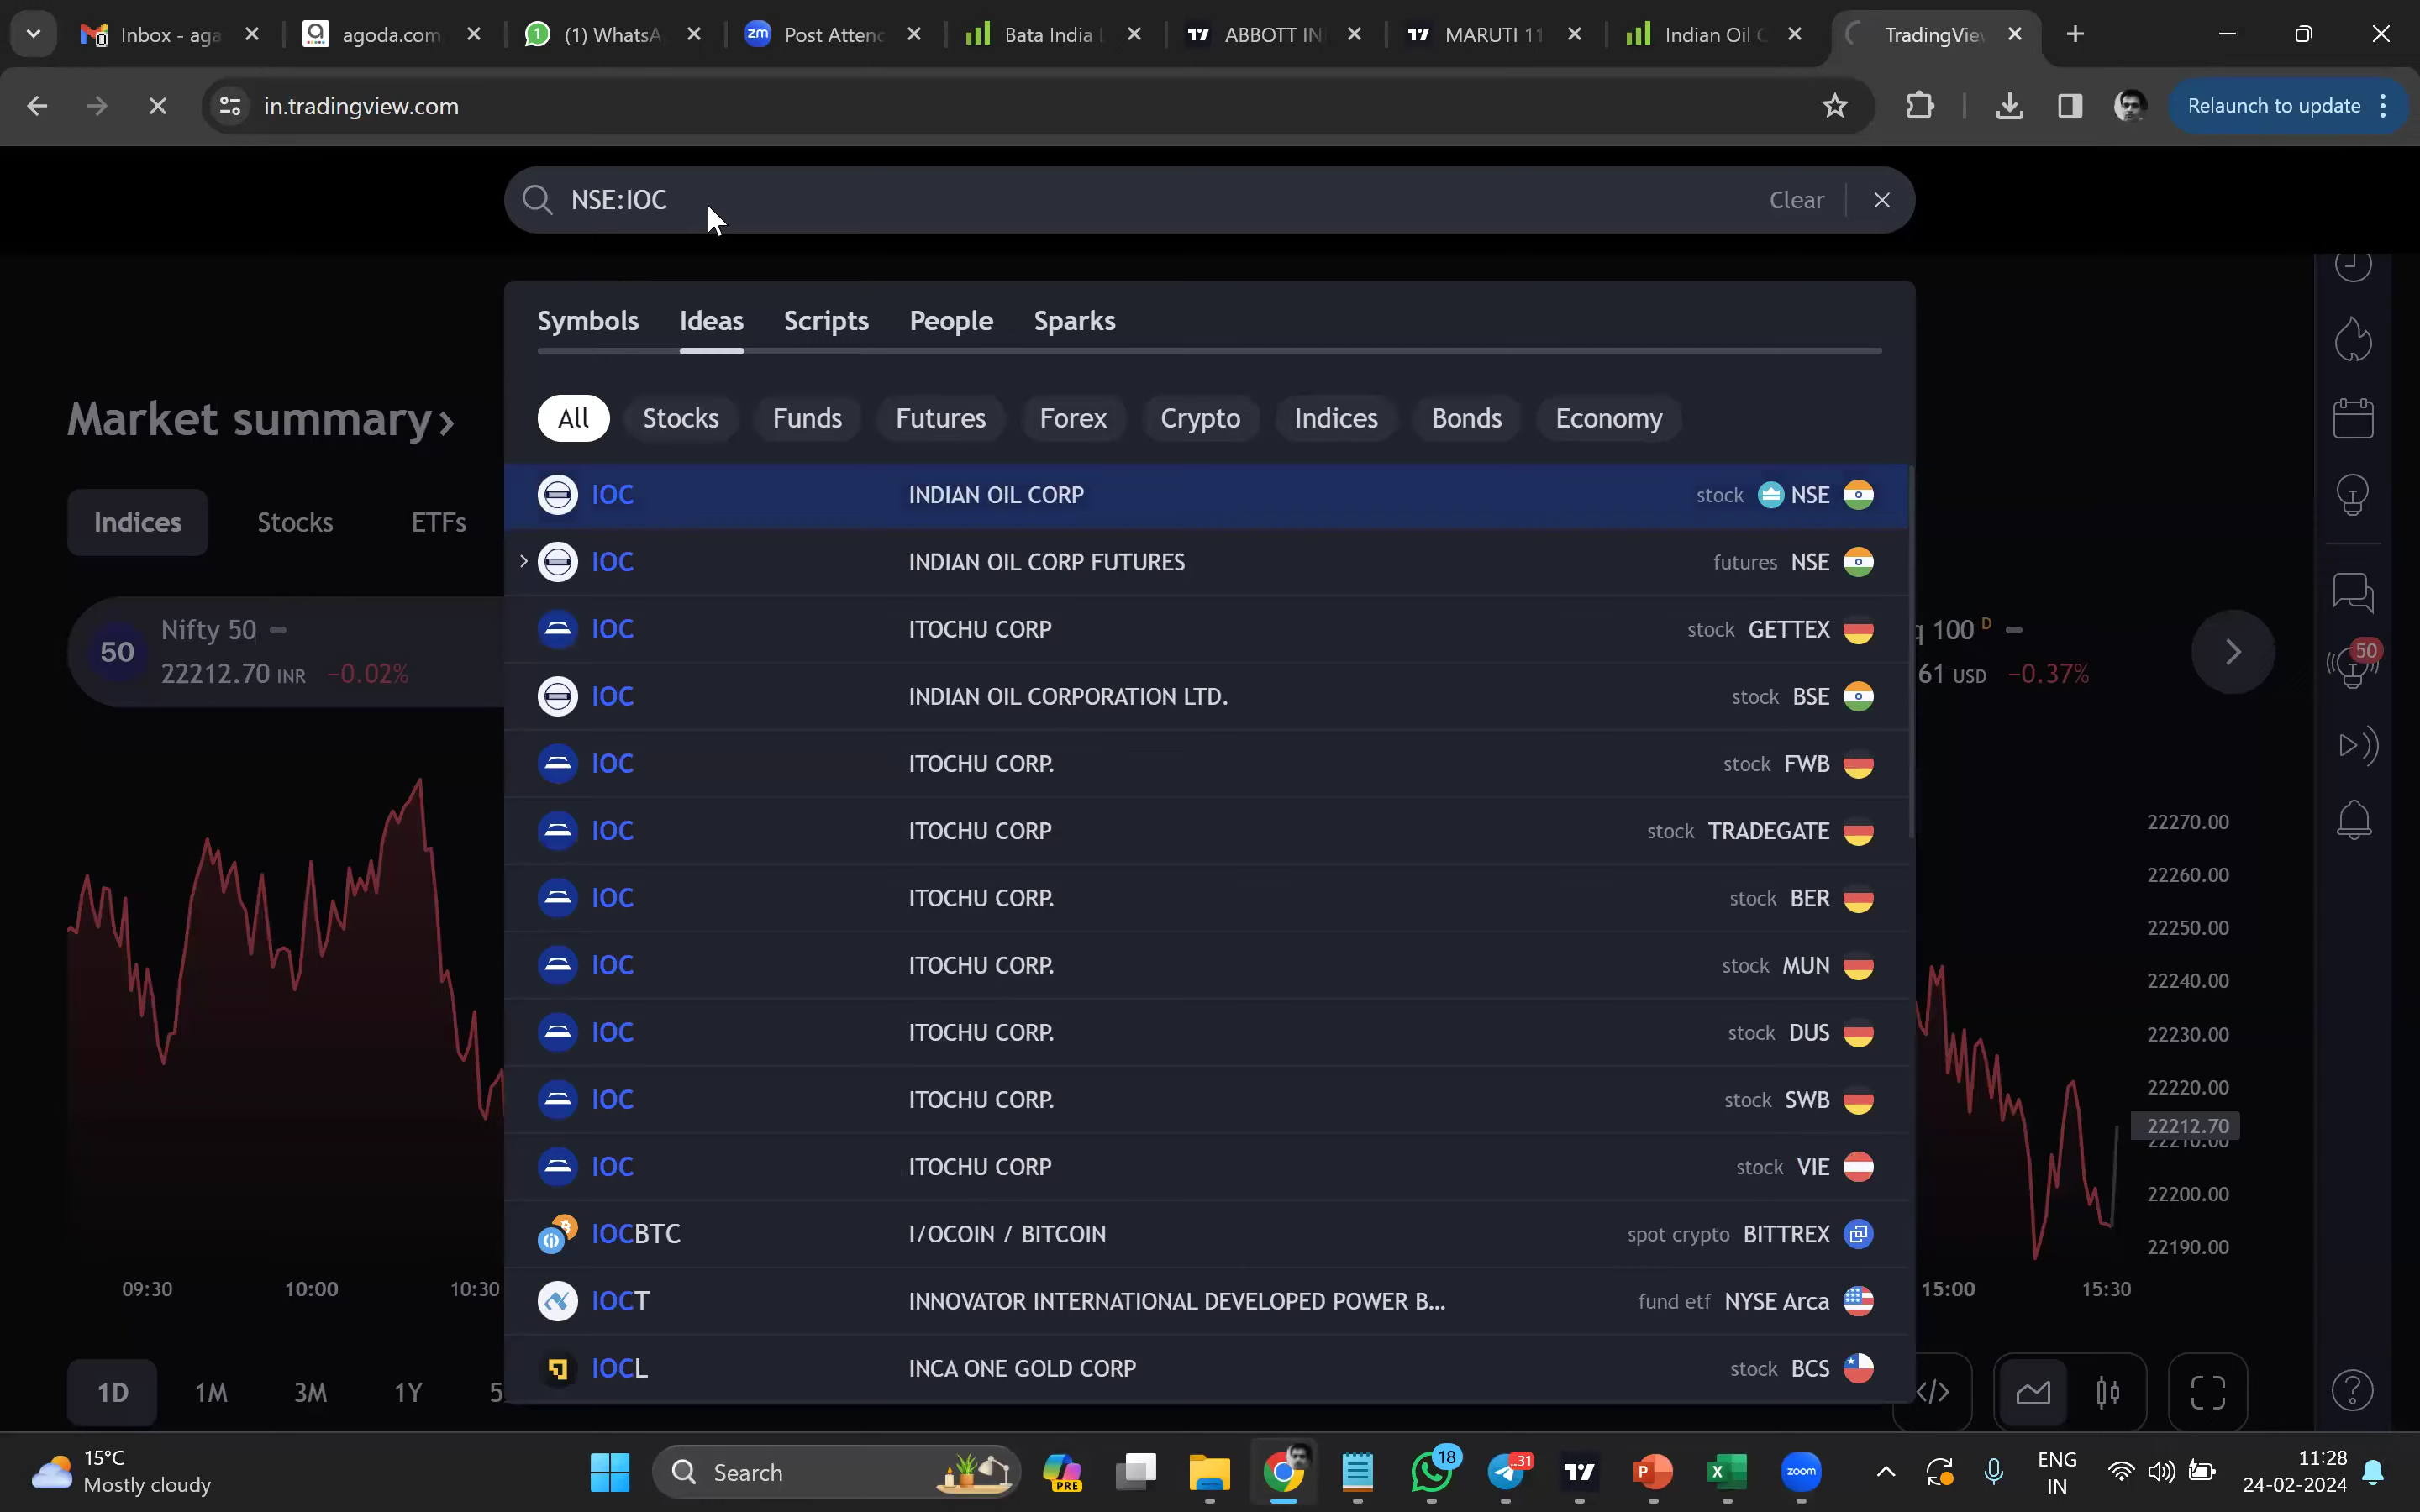 Inbox - aga
agoda.com
(1) WhatsA
zm Post Attend
Bata India L
ABBOTT IN
MARUTI 11
Indian Oil C
TradingView
in.tradingview.com
Relaunch to update
NSE:IOC
Clear
Symbols Ideas Scripts People Sparks
All Stocks Funds Futures Forex Crypto Indices Bonds Economy
Market summary
Indices Stocks ETFs
50 Nifty 50
22212.70 INR −0.02%
100 D
61 USD −0.37%
50
IOC INDIAN OIL CORP stock NSE
IOC INDIAN OIL CORP FUTURES futures NSE
IOC ITOCHU CORP stock GETTEX
IOC INDIAN OIL CORPORATION LTD. stock BSE
IOC ITOCHU CORP. stock FWB
IOC ITOCHU CORP stock TRADEGATE
IOC ITOCHU CORP. stock BER
IOC ITOCHU CORP. stock MUN
IOC ITOCHU CORP. stock DUS
IOC ITOCHU CORP. stock SWB
IOC ITOCHU CORP stock VIE
IOCBTC I/OCOIN / BITCOIN spot crypto BITTREX
IOCT INNOVATOR INTERNATIONAL DEVELOPED POWER B... fund etf NYSE Arca
IOCL INCA ONE GOLD CORP stock BCS
22270.00
22260.00
22250.00
22240.00
22230.00
22220.00
22212.70
22210.00
22200.00
22190.00
09:30 10:00 10:30 15:00 15:30
1D 1M 3M 1Y 5
15°C
Mostly cloudy
Search
PRE
18
..31
zoom
ENG
IN
11:28
24-02-2024